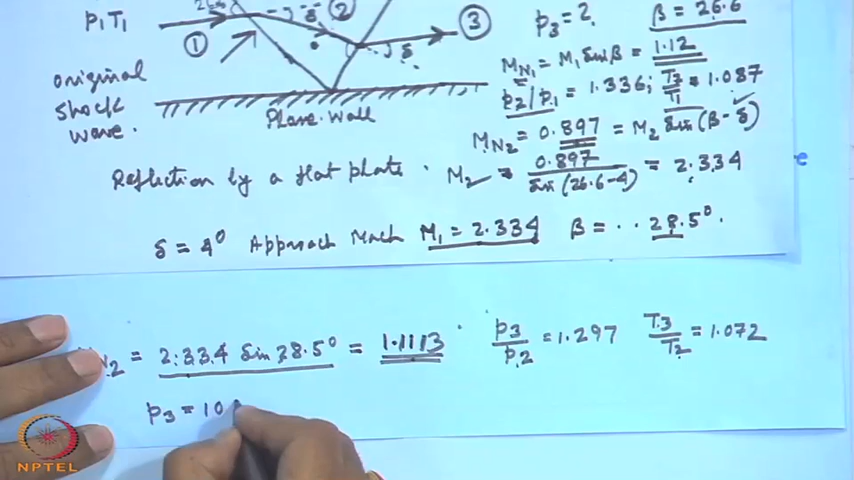 p₃ = 2. β = 26.6
p₁T₁ ① δ ② δ ③
M_N₁ = M₁ sinβ = 1.12
original
shock
wave.
p₂/p₁ = 1.336; T₂/T₁ = 1.087
Plane Wall
M_N₂ = 0.897 = M₂ sin(β-δ)
Reflection by a flat plate. M₂ = 0.897/sin(26.6-4) = 2.334
δ = 4° Approach Mach M₁ = 2.334 β = .. 28.5°.
N₂ = 2.334 sin 28.5° = 1.1113 p₃/p₂ = 1.297 T₃/T₂ = 1.072
p₃ = 10
NPTEL